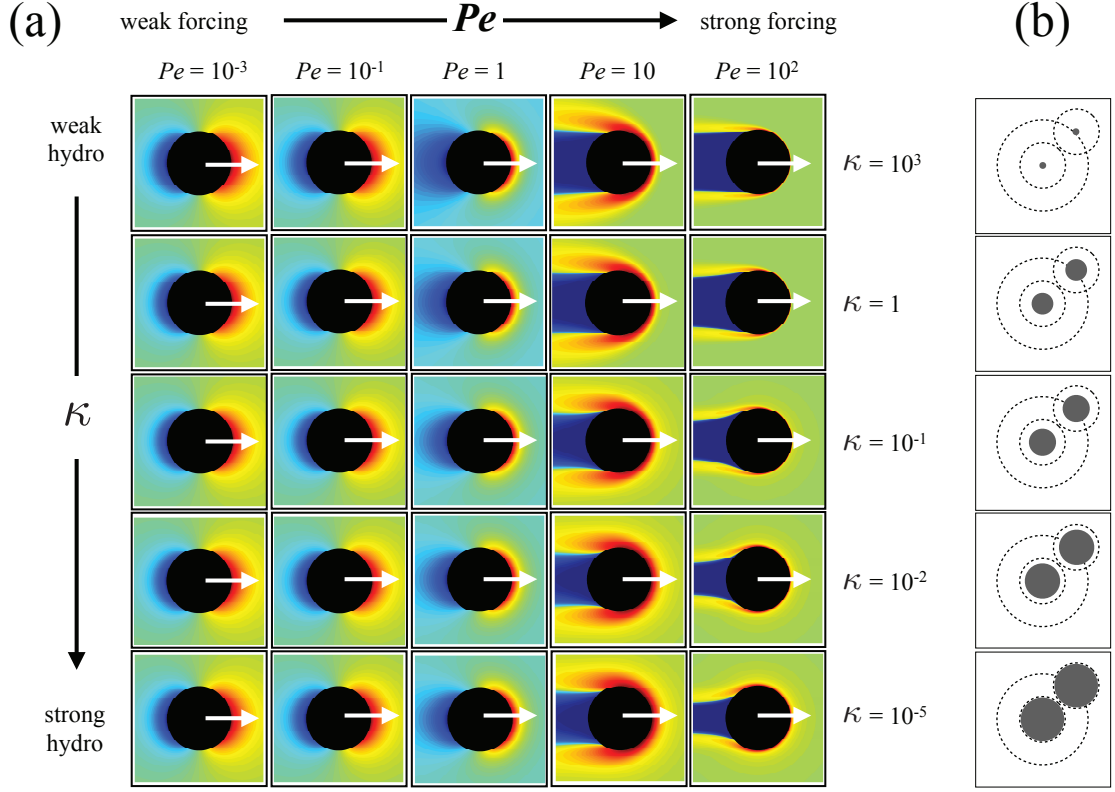 (a) weak forcing Pe strong forcing (b)
Pe = 10⁻³ Pe = 10⁻¹ Pe = 1 Pe = 10 Pe = 10²
weak
hydro
κ = 10³
κ = 1
κ
κ = 10⁻¹
κ = 10⁻²
κ = 10⁻⁵
strong
hydro